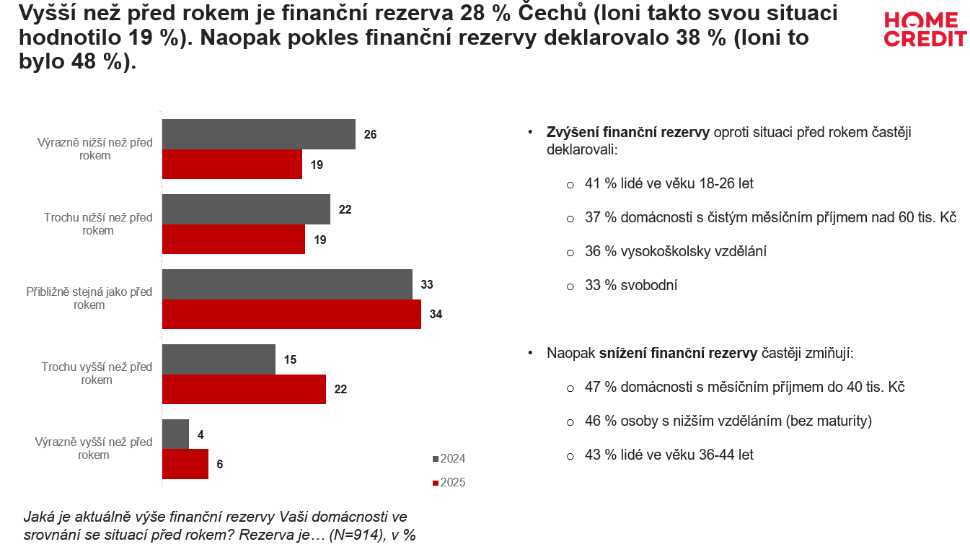 Vyšší než před rokem je finanční rezerva 28 % Čechů (loni takto svou situaci
hodnotilo 19 %). Naopak pokles finanční rezervy deklarovalo 38 % (loni to
bylo 48 %).
HOME
CREDIT
Výrazně nižší než před
rokem
26
19
Trochu nižší než před
rokem
22
19
Přibližně stejná jako před
rokem
33
34
Trochu vyšší než před
rokem
15
22
Výrazně vyšší než před
rokem
4
6
2024
2025
Jaká je aktuálně výše finanční rezervy Vaši domácnosti ve
srovnání se situací před rokem? Rezerva je… (N=914), v %
• Zvýšení finanční rezervy oproti situaci před rokem častěji
deklarovali:
o 41 % lidé ve věku 18-26 let
o 37 % domácnosti s čistým měsíčním příjmem nad 60 tis. Kč
o 36 % vysokoškolsky vzdělání
o 33 % svobodní
• Naopak snížení finanční rezervy častěji zmiňují:
o 47 % domácnosti s měsíčním příjmem do 40 tis. Kč
o 46 % osoby s nižším vzděláním (bez maturity)
o 43 % lidé ve věku 36-44 let